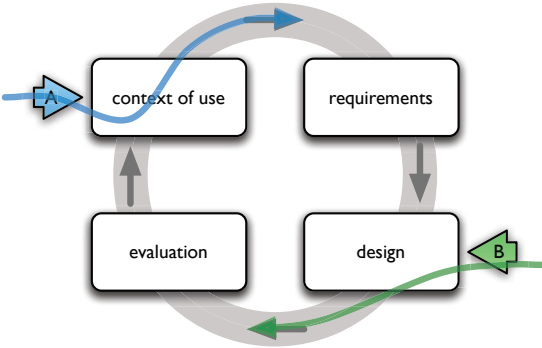 A
context of use
requirements
evaluation
design
B